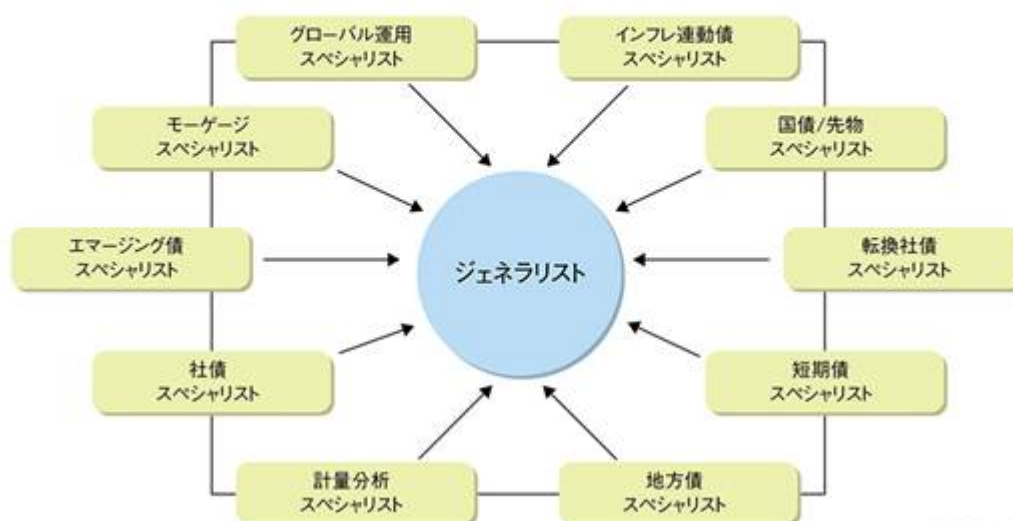 グローバル運用
スペシャリスト
インフレ連動債
スペシャリスト
モーゲージ
スペシャリスト
国債/先物
スペシャリスト
エマージング債
スペシャリスト
ジェネラリスト
転換社債
スペシャリスト
社債
スペシャリスト
短期債
スペシャリスト
計量分析
スペシャリスト
地方債
スペシャリスト